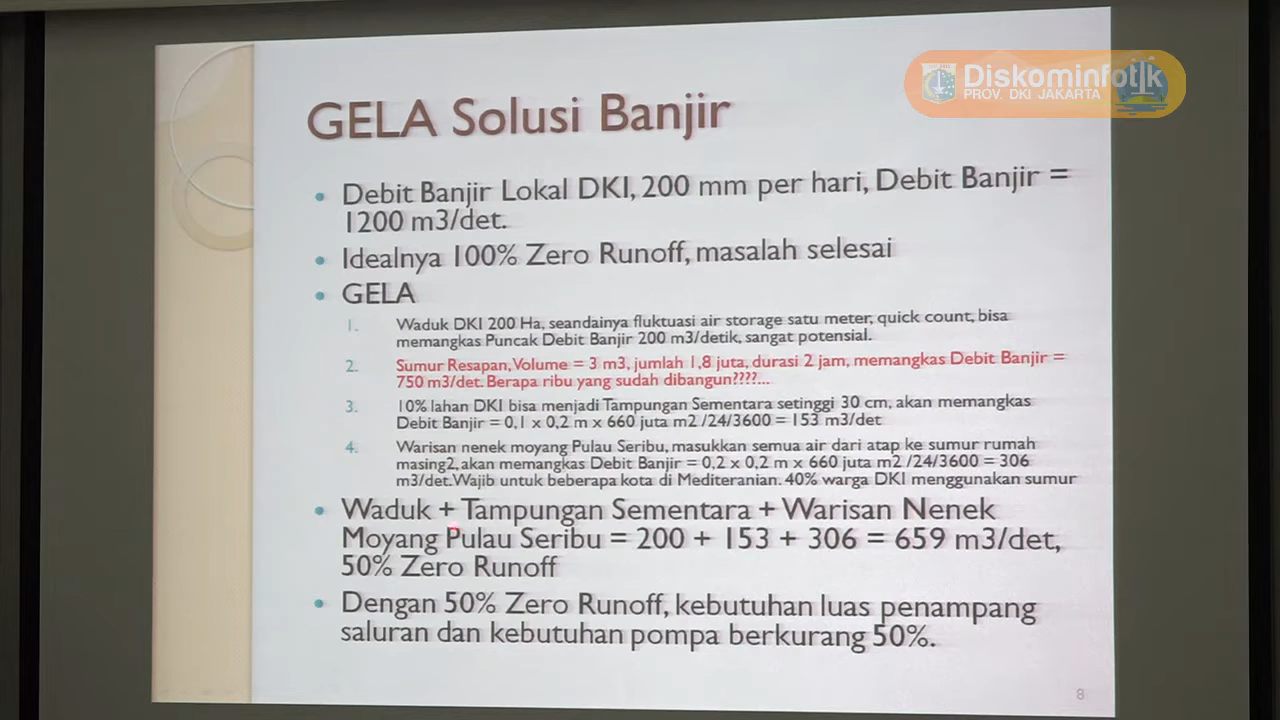 Diskominfotik
PROV. DKI JAKARTA
GELA Solusi Banjir
• Debit Banjir Lokal DKI, 200 mm per hari, Debit Banjir =
1200 m3/det.
• Idealnya 100% Zero Runoff, masalah selesai
• GELA
1. Waduk DKI 200 Ha, seandainya fluktuasi air storage satu meter, quick count, bisa
memangkas Puncak Debit Banjir 200 m3/detik, sangat potensial.
2. Sumur Resapan, Volume = 3 m3, jumlah 1,8 juta, durasi 2 jam, memangkas Debit Banjir =
750 m3/det. Berapa ribu yang sudah dibangun????...
3. 10% lahan DKI bisa menjadi Tampungan Sementara setinggi 30 cm, akan memangkas
Debit Banjir = 0,1 x 0,2 m x 660 juta m2 /24/3600 = 153 m3/det
4. Warisan nenek moyang Pulau Seribu, masukkan semua air dari atap ke sumur rumah
masing2, akan memangkas Debit Banjir = 0,2 x 0,2 m x 660 juta m2 /24/3600 = 306
m3/det. Wajib untuk beberapa kota di Mediteranian. 40% warga DKI menggunakan sumur
• Waduk + Tampungan Sementara + Warisan Nenek
Moyang Pulau Seribu = 200 + 153 + 306 = 659 m3/det,
50% Zero Runoff
• Dengan 50% Zero Runoff, kebutuhan luas penampang
saluran dan kebutuhan pompa berkurang 50%.
8